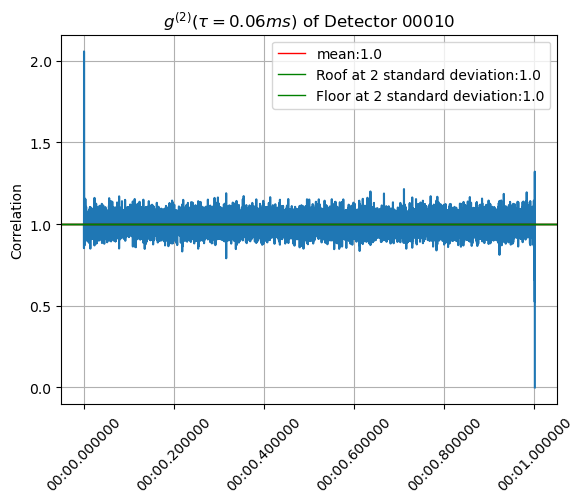 g^{(2)}(τ = 0.06ms) of Detector 00010
mean:1.0
Roof at 2 standard deviation:1.0
Floor at 2 standard deviation:1.0
Correlation
2.0
1.5
1.0
0.5
0.0
00:00.000000
00:00.200000
00:00.400000
00:00.600000
00:00.800000
00:01.000000